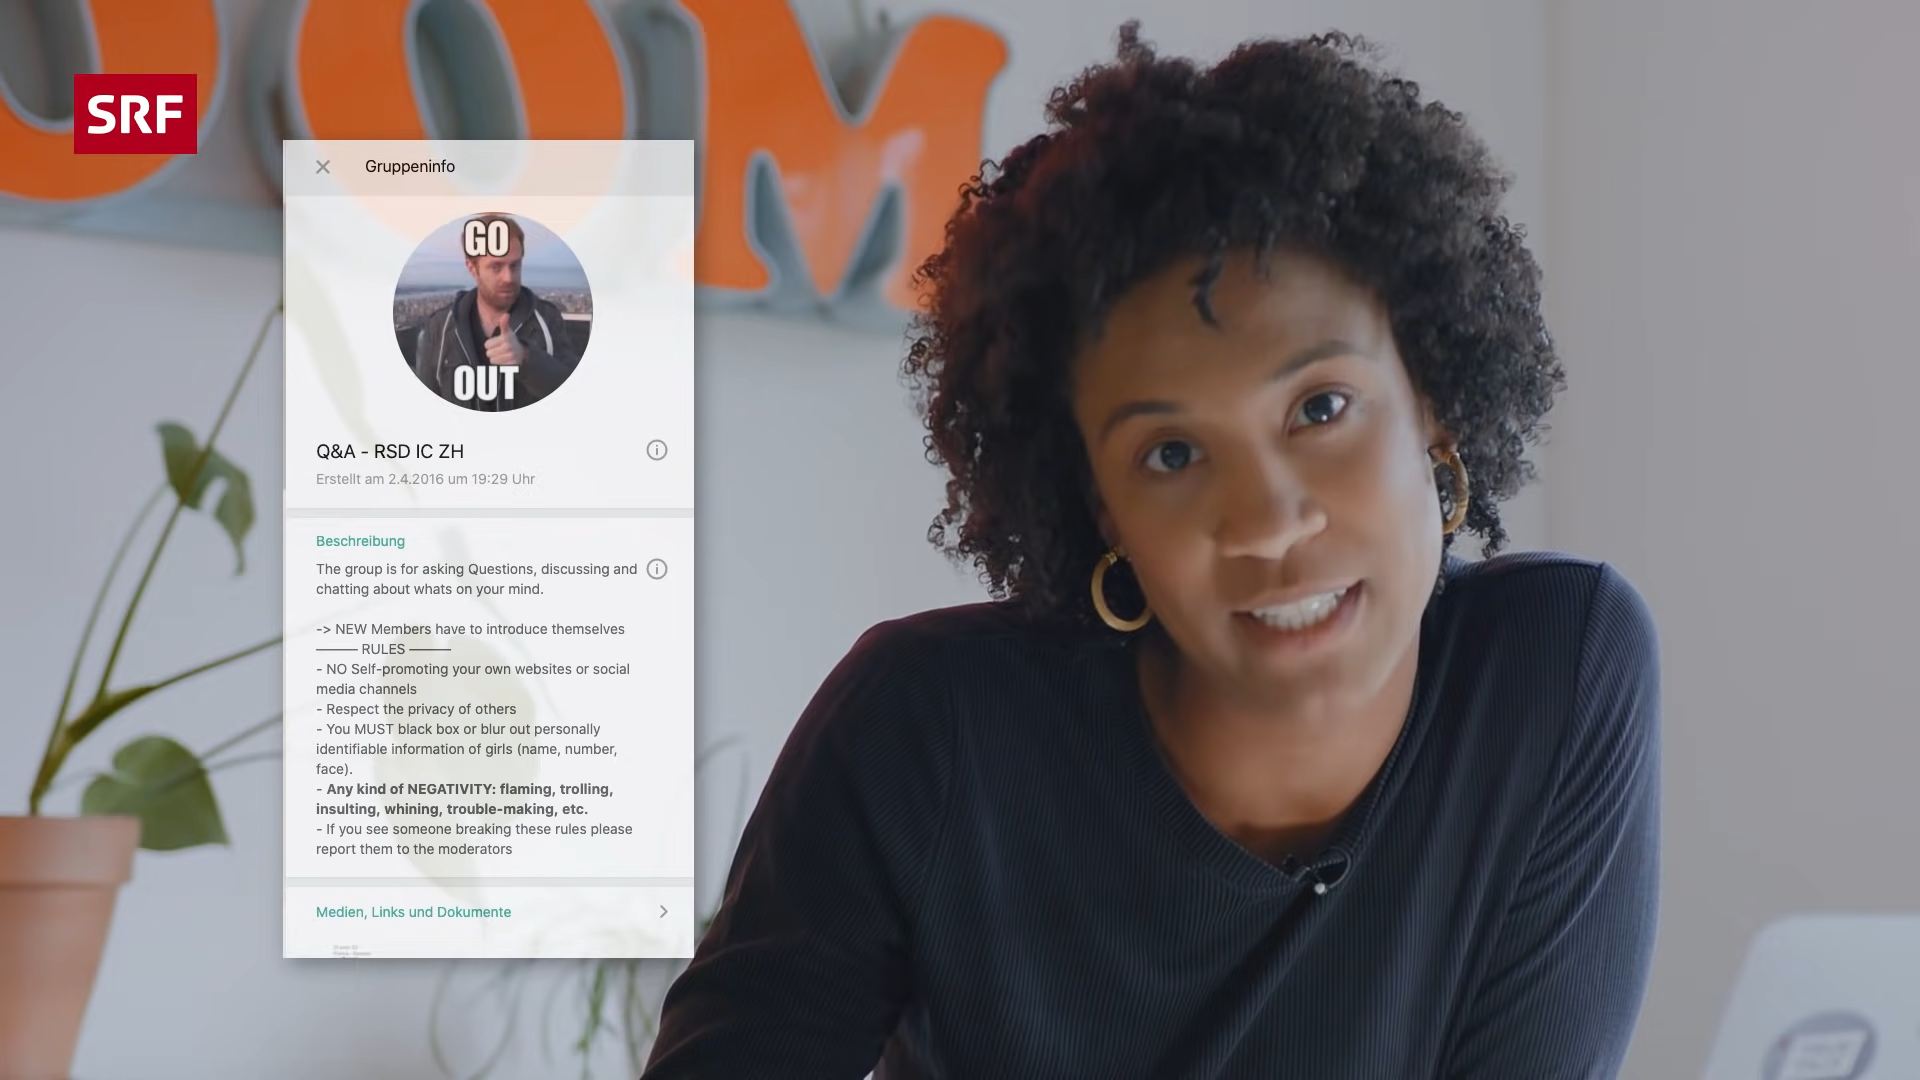 OOM
SRF
Gruppeninfo
GO
OUT
Q&A - RSD IC ZH
Erstellt am 2.4.2016 um 19:29 Uhr
Beschreibung
The group is for asking Questions, discussing and
chatting about whats on your mind.
-> NEW Members have to introduce themselves
——— RULES ———
- NO Self-promoting your own websites or social
media channels
- Respect the privacy of others
- You MUST black box or blur out personally
identifiable information of girls (name, number,
face).
- Any kind of NEGATIVITY: flaming, trolling,
insulting, whining, trouble-making, etc.
- If you see someone breaking these rules please
report them to the moderators
Medien, Links und Dokumente